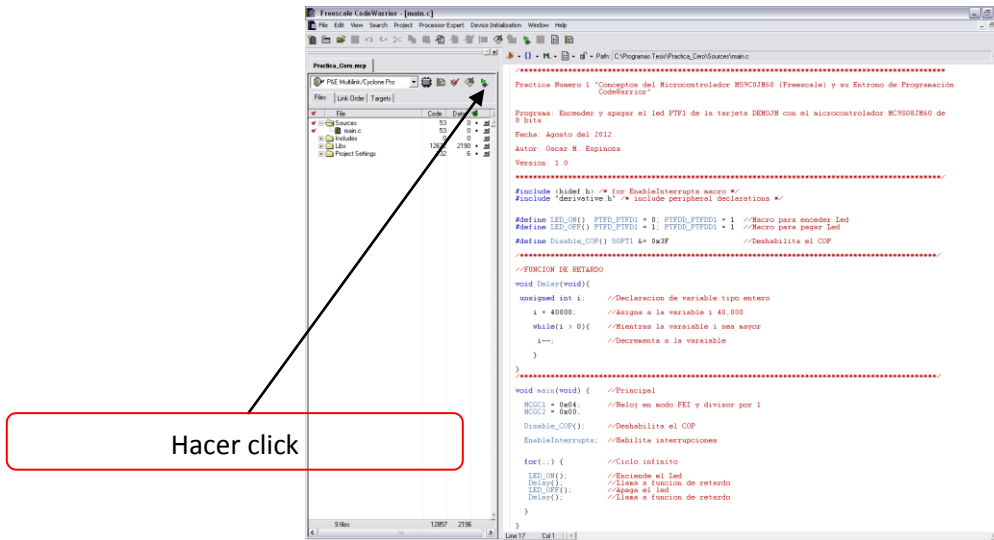 Freescale CodeWarrior - [main.c]
File Edit View Search Project Processor Expert Device Initialization Window Help
Path: C:\Programas Tesis\Practica_Cero\Sources\main.c
Practica_Cero.mcp
P&E Multilink/Cyclone Pro
Files Link Order Targets
File Code Data
Sources 53 0
main.c 53 0
Includes 0 0
Libs 2190
Project Settings 6
9 files 12857 2196
Hacer click
/****************************************************************************************
Practica Numero 1 "Conceptos del Microcontrolador MS9C0JM60 (Freescale) y su Entrono de Programación
CodeVarrior"
Programa: Encender y apagar el led PTF1 de la tarjeta DEMOJM con el microcontrolador MC9S08JM60 de
8 bits
Fecha: Agosto del 2012.
Autor: Oscar M. Espinoza
Version: 1.0
****************************************************************************************/
#include <hidef.h> /* for EnableInterrupts macro */
#include "derivative.h" /* include peripheral declarations */
#define LED_ON() PTFD_PTFD1 = 0; PTFDD_PTFDD1 = 1 //Macro para enceder Led
#define LED_OFF() PTFD_PTFD1 = 1; PTFDD_PTFDD1 = 1 //Macro para pegar Led
#define Disable_COP() SOPT1 &= 0x3F //Deshabilita el COP
/****************************************************************************************/
//FUNCION DE RETARDO
void Delay(void){
unsigned int i; //Declaracion de variable tipo entero
i = 40000; //Asigna a la variable i 40,000
while(i > 0){ //Mientras la varaiable i sea mayor
i--; //Decrementa a la varaiable
}
}
/****************************************************************************************/
void main(void) { //Principal
MCGC1 = 0x04; //Reloj en modo FEI y divisor por 1
MCGC2 = 0x00;
Disable_COP(); //Deshabilita el COP
EnableInterrupts; //Habilita interrupciones
for(;;) { //Ciclo infinito
LED_ON(); //Enciende el Led
Delay(); //Llama a funcion de retardo
LED_OFF(); //Apaga el led
Delay(); //Llama a funcion de retardo
}
}
Line 17 Col 1